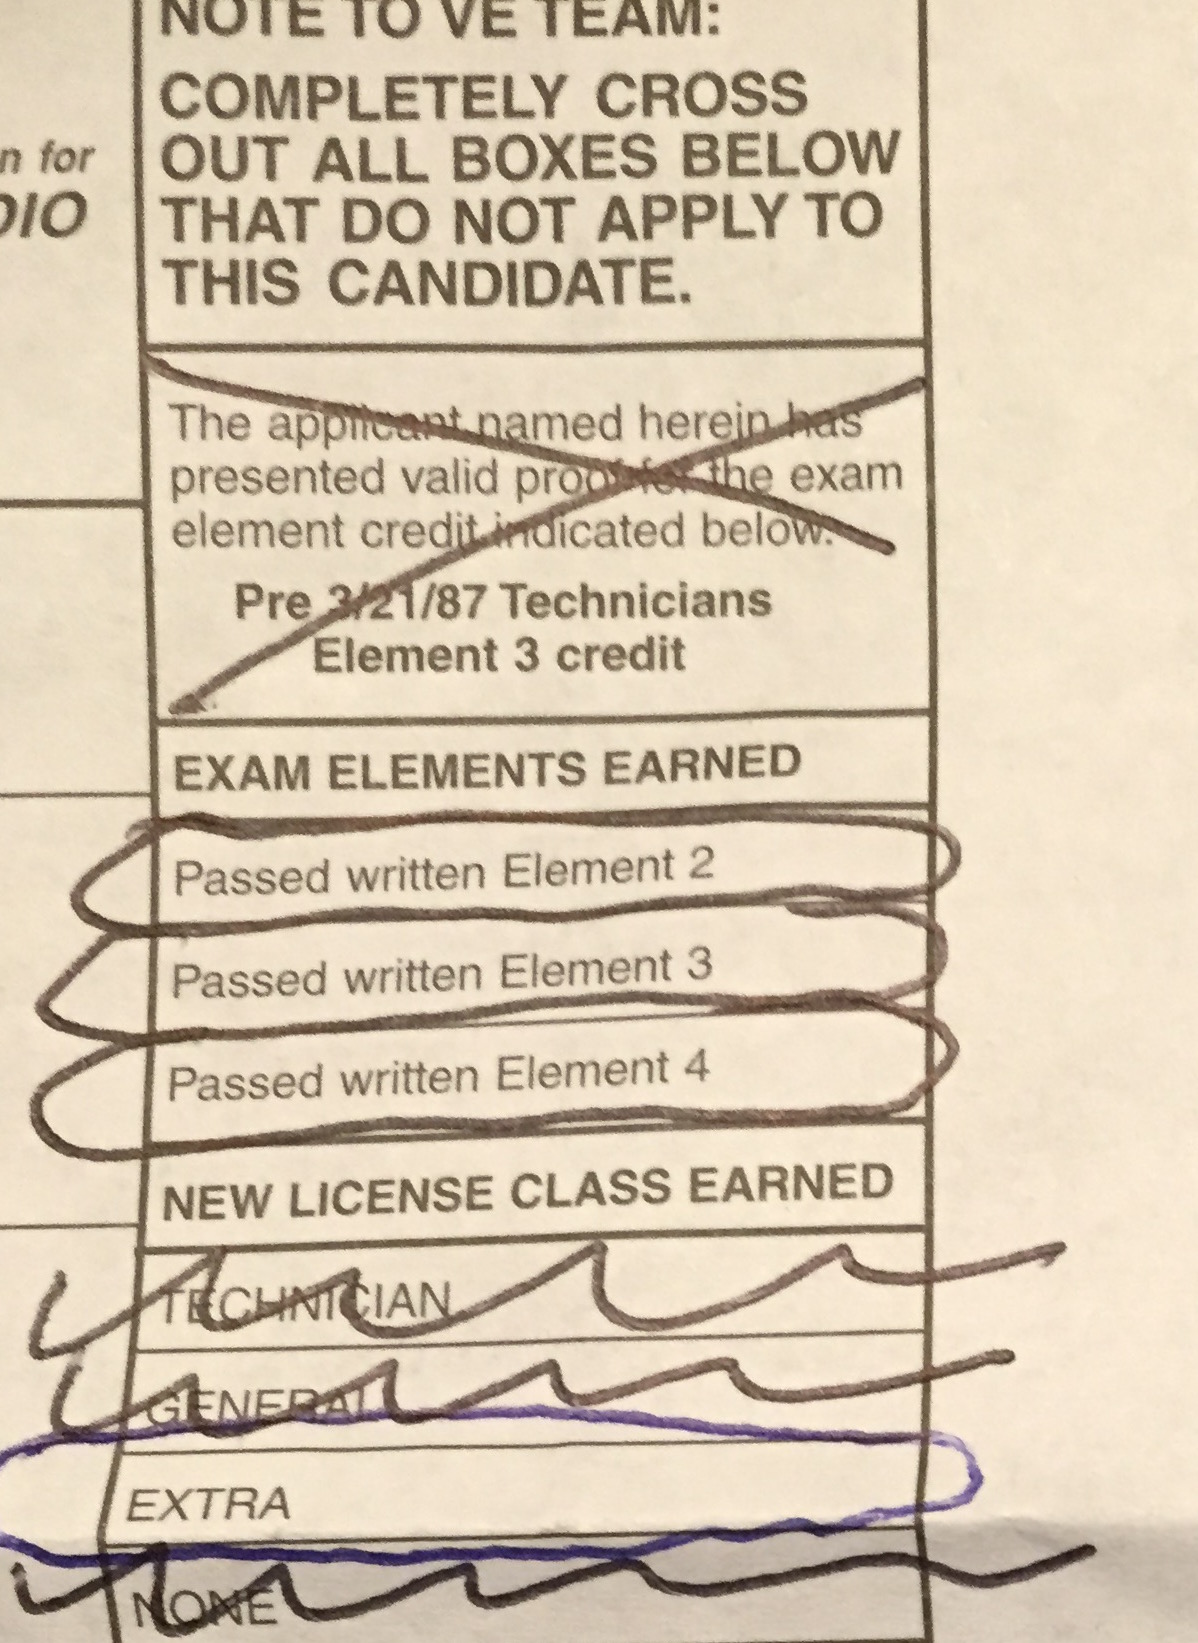 NOTE TO VE TEAM:
COMPLETELY CROSS
OUT ALL BOXES BELOW
THAT DO NOT APPLY TO
THIS CANDIDATE.
n for
DIO
The applicant named herein has
presented valid proof for the exam
element credit indicated below.
Pre 3/21/87 Technicians
Element 3 credit
EXAM ELEMENTS EARNED
Passed written Element 2
Passed written Element 3
Passed written Element 4
NEW LICENSE CLASS EARNED
TECHNICIAN
GENERAL
EXTRA
NONE